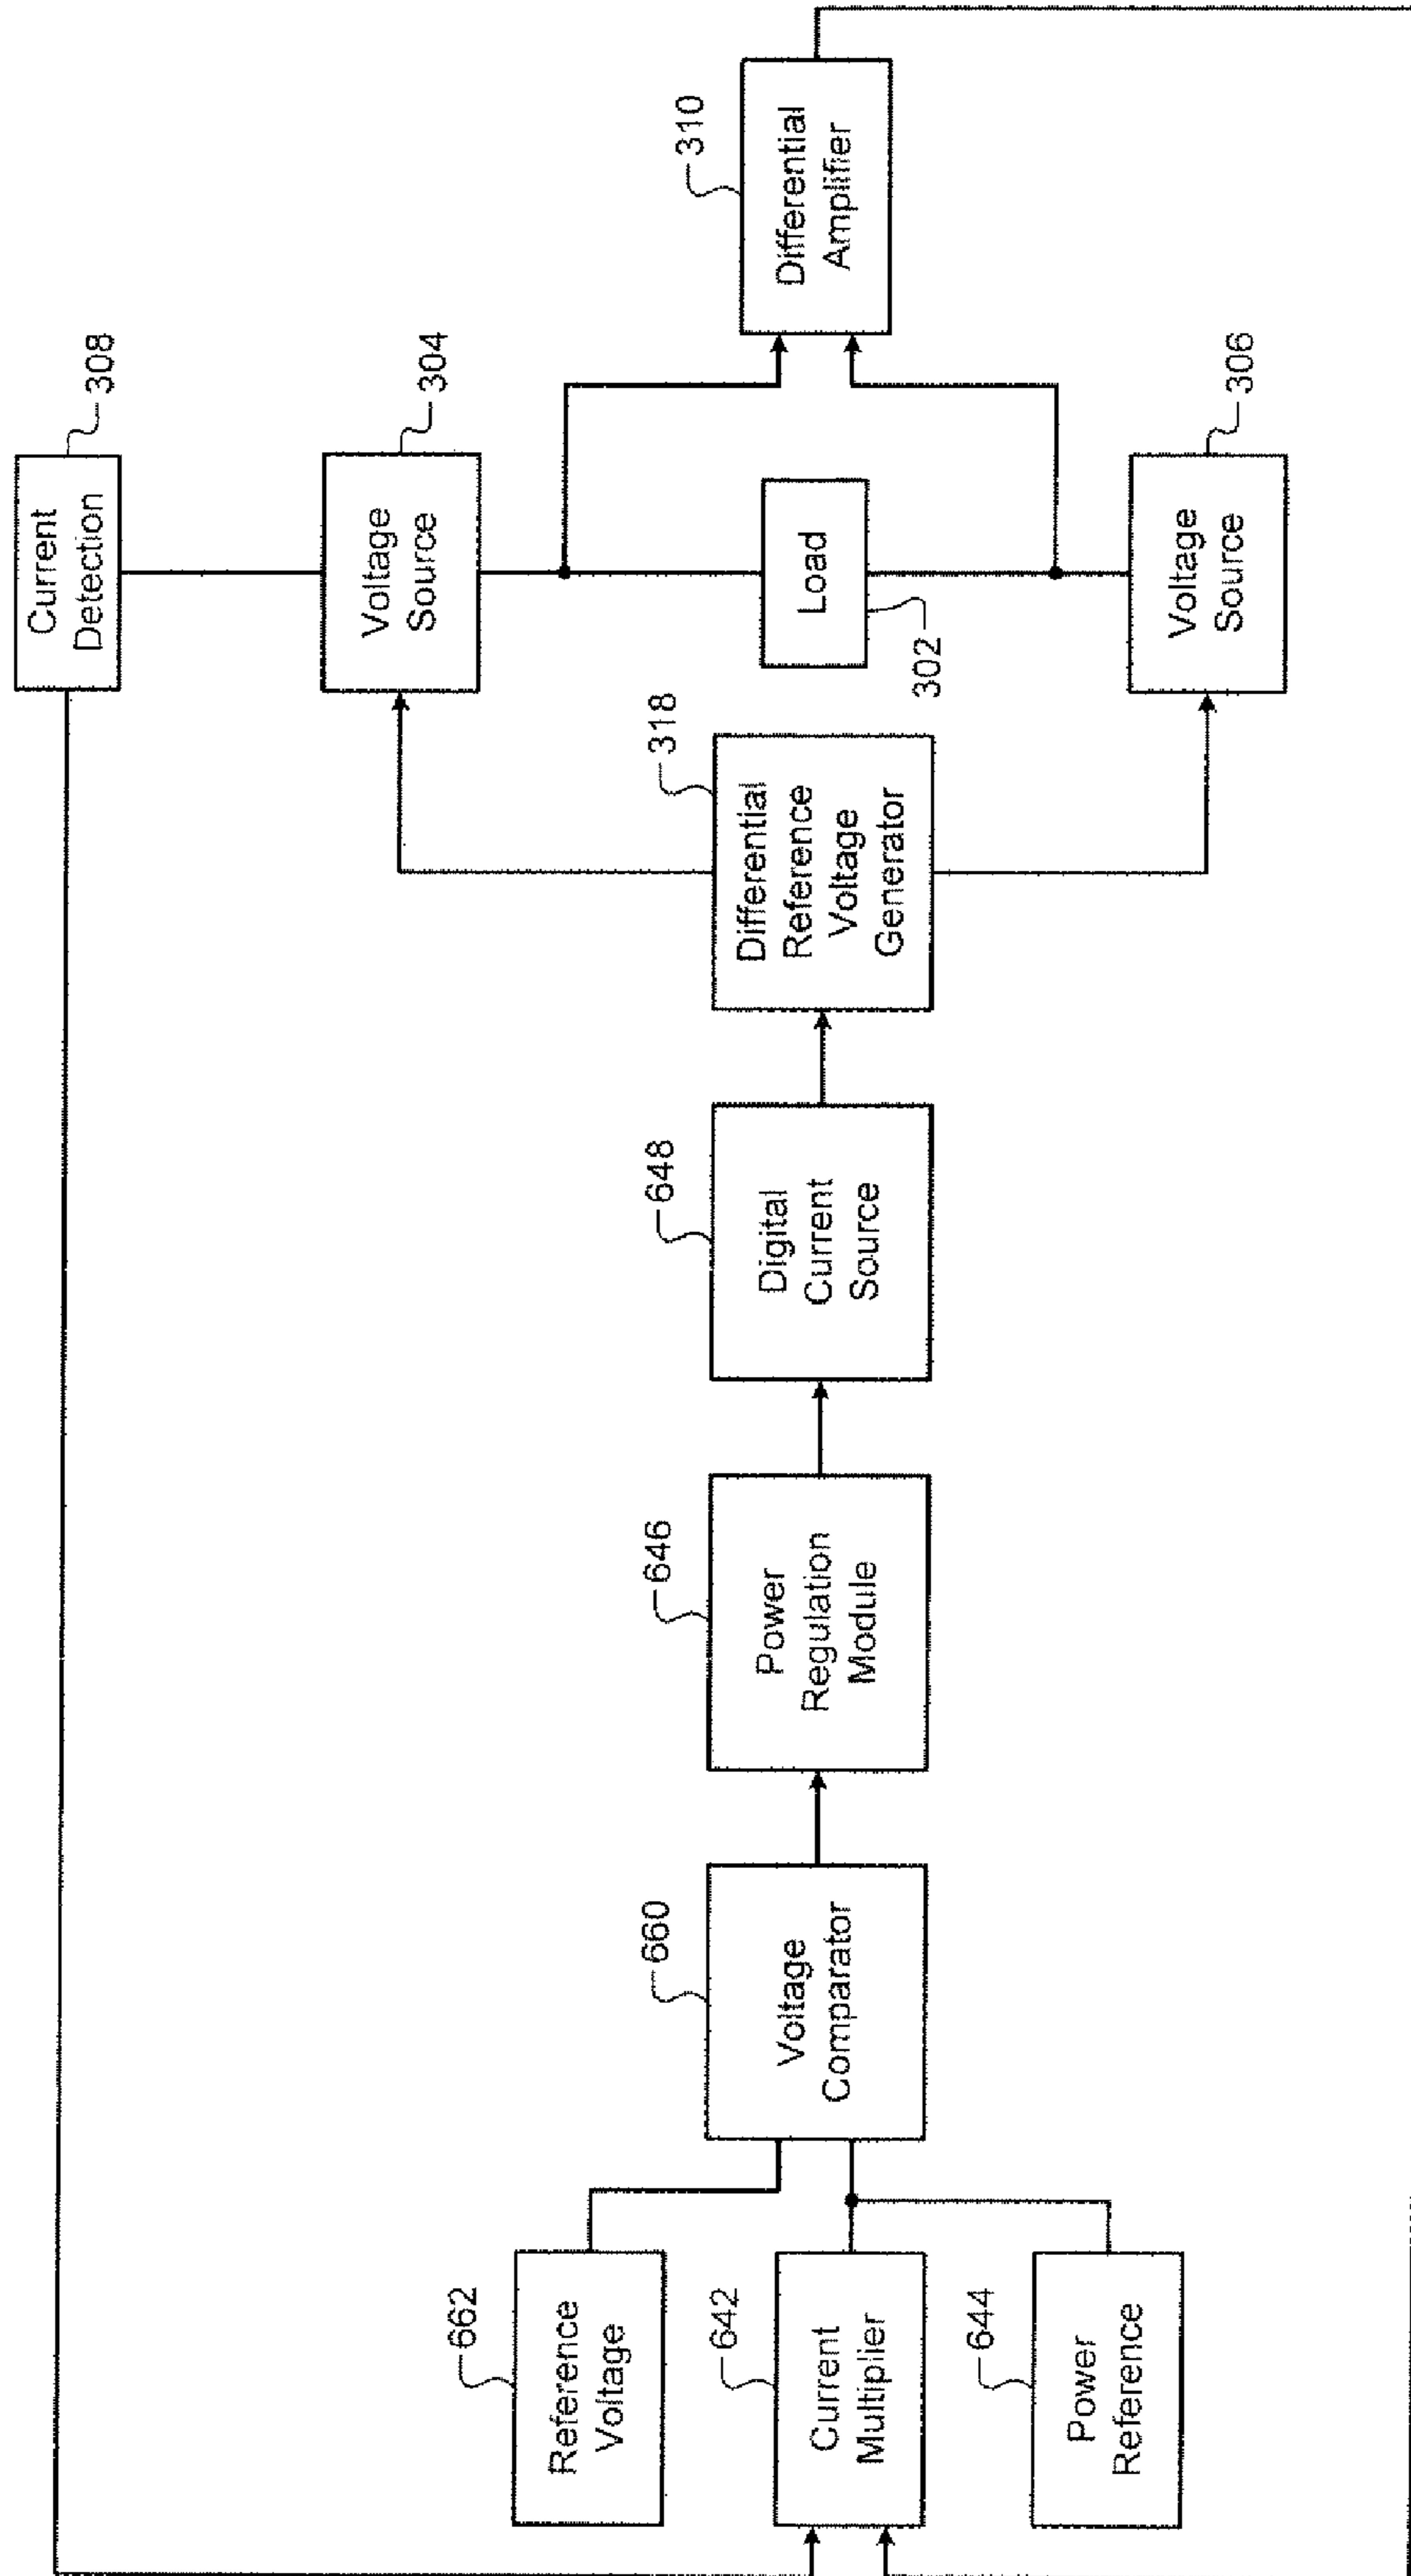 308
Current
Detection
304
Voltage
Source
310
Differential
Amplifier
Load
302
306
Voltage
Source
318
Differential
Reference
Voltage
Generator
648
Digital
Current
Source
646
Power
Regulation
Module
660
Voltage
Comparator
662
Reference
Voltage
642
Current
Multiplier
644
Power
Reference